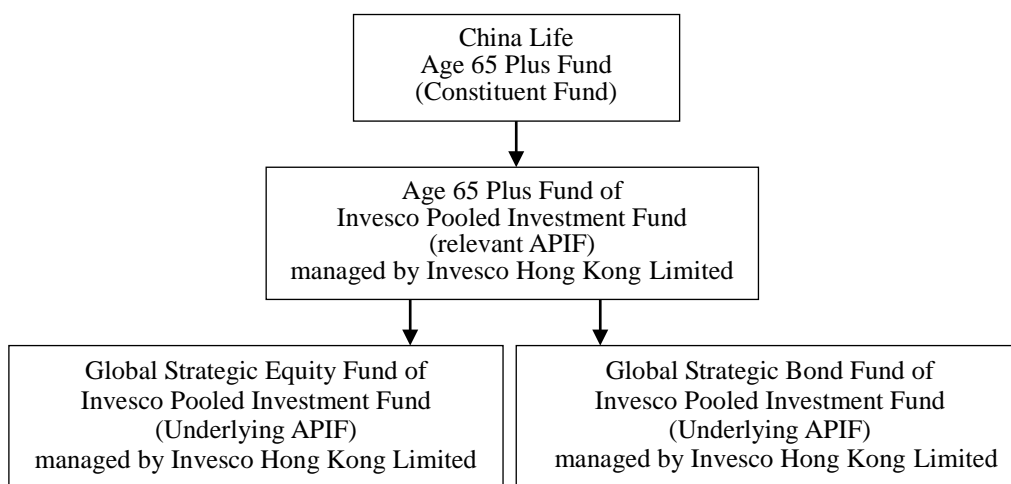 China Life
Age 65 Plus Fund
(Constituent Fund)
Age 65 Plus Fund of
Invesco Pooled Investment Fund
(relevant APIF)
managed by Invesco Hong Kong Limited
Global Strategic Equity Fund of
Invesco Pooled Investment Fund
(Underlying APIF)
managed by Invesco Hong Kong Limited
Global Strategic Bond Fund of
Invesco Pooled Investment Fund
(Underlying APIF)
managed by Invesco Hong Kong Limited